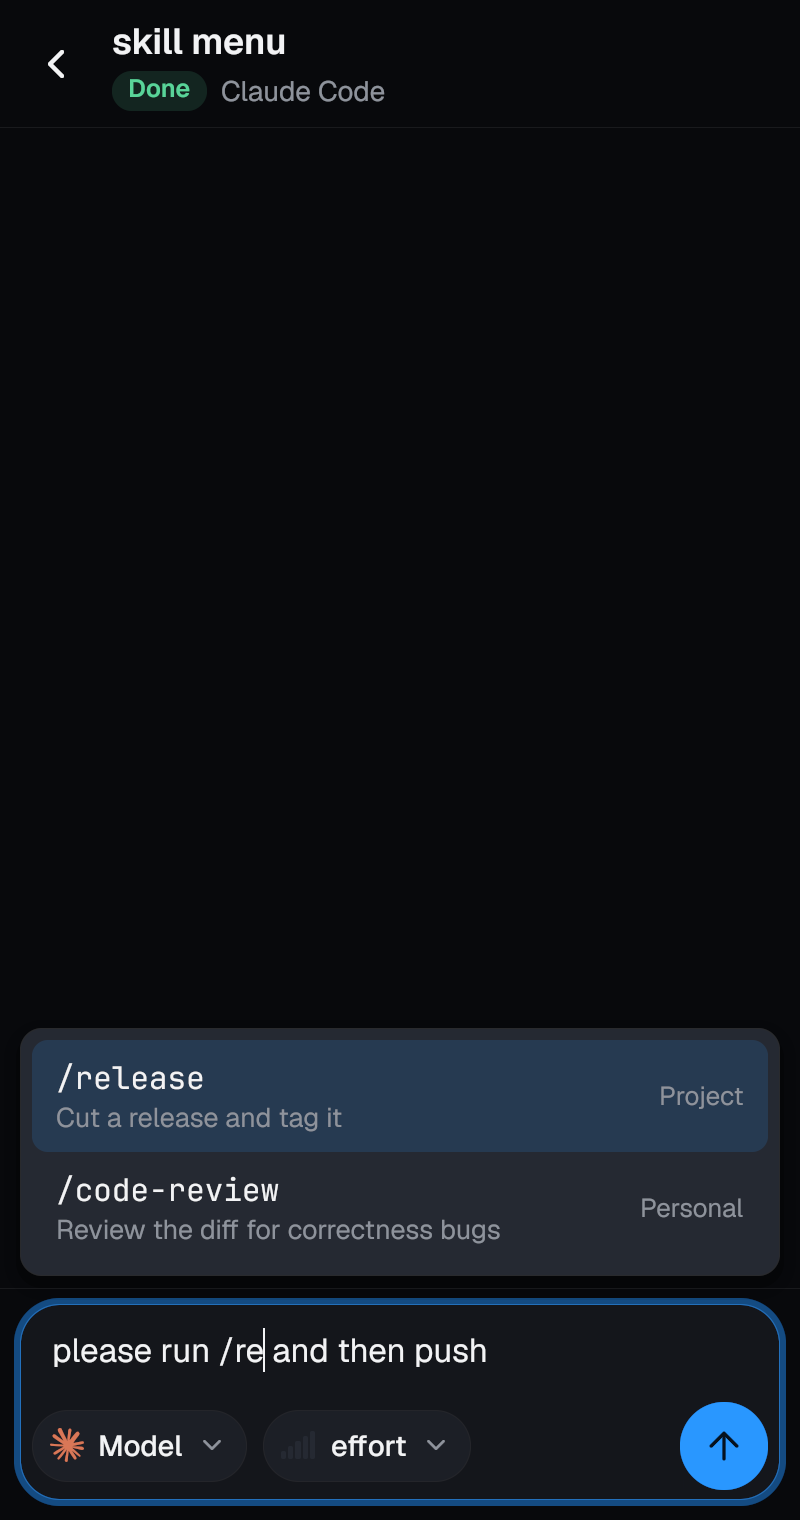 skill menu
Done Claude Code
/release
Cut a release and tag it
Project
/code-review
Review the diff for correctness bugs
Personal
please run /re and then push
Model effort